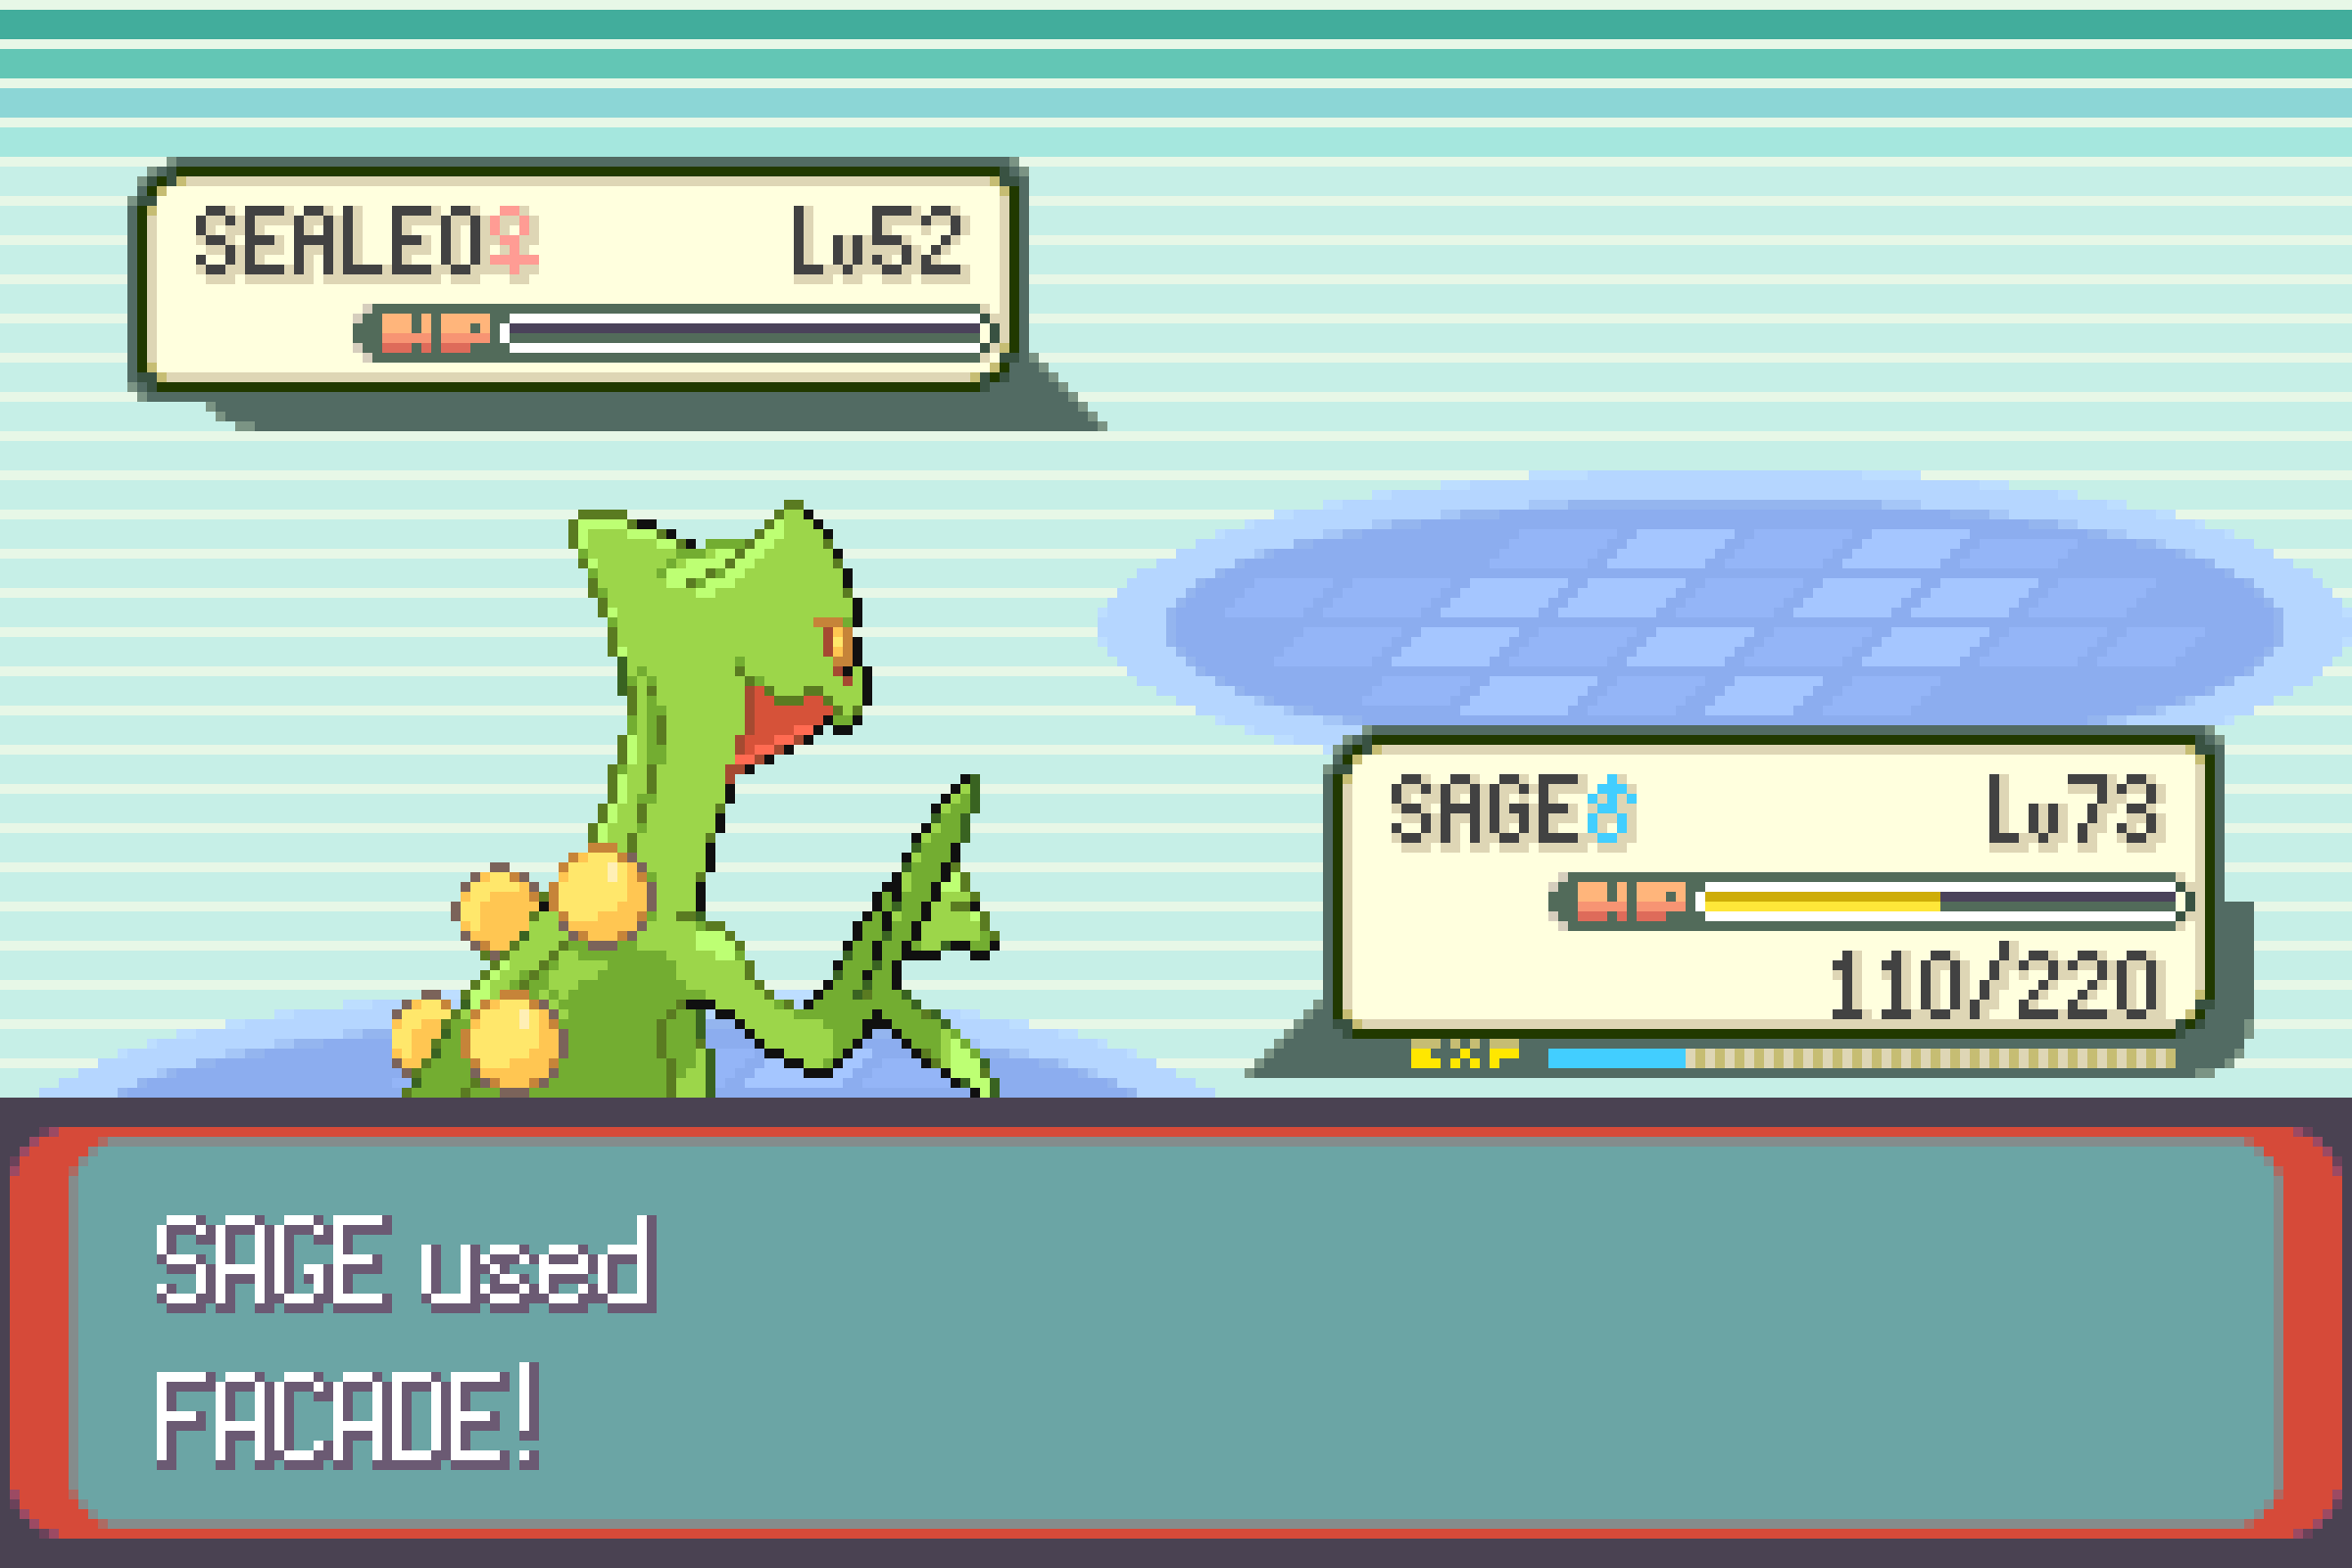 SEALEO♀ Lv52
HP
SAGE♂ Lv73
HP
110/220
EXP
SAGE used
FACADE!